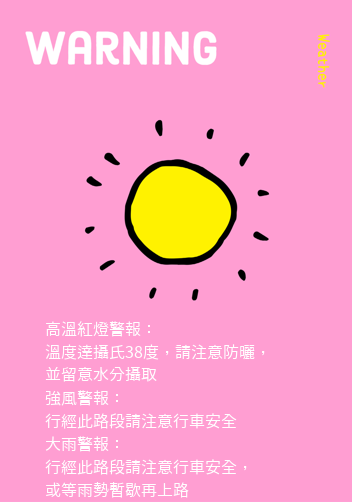 WARNING
Weather
高溫紅燈警報：
溫度達攝氏38度，請注意防曬，
並留意水分攝取
強風警報：
行經此路段請注意行車安全
大雨警報：
行經此路段請注意行車安全，
或等雨勢暫歇再上路